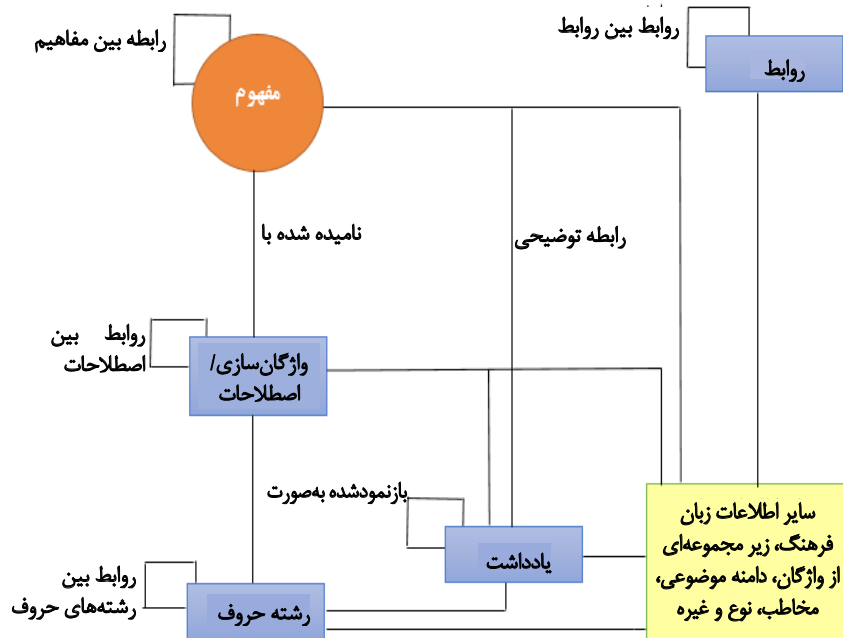 روابط بین روابط
رابطه بین مفاهیم
روابط
مفهوم
نامیده شده با
رابطه توضیحی
روابط بین
اصطلاحات
واژگان‌سازی/
اصطلاحات
بازنمودشده به‌صورت
سایر اطلاعات زبان
فرهنگ، زیر مجموعه‌ای
از واژگان، دامنه موضوعی،
مخاطب، نوع و غیره
یادداشت
روابط بین
رشته‌های حروف
رشته حروف